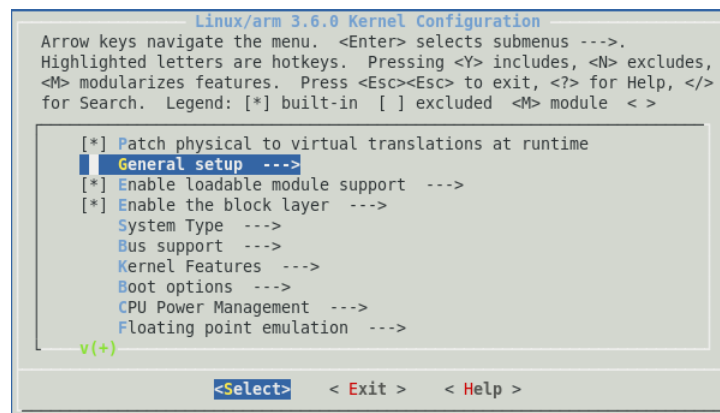 Linux/arm 3.6.0 Kernel Configuration
Arrow keys navigate the menu.  <Enter> selects submenus --->.
Highlighted letters are hotkeys.  Pressing <Y> includes, <N> excludes,
<M> modularizes features.  Press <Esc><Esc> to exit, <?> for Help, </>
for Search.  Legend: [*] built-in  [ ] excluded  <M> module  < >
[*] Patch physical to virtual translations at runtime
General setup  --->
[*] Enable loadable module support  --->
[*] Enable the block layer  --->
System Type  --->
Bus support  --->
Kernel Features  --->
Boot options  --->
CPU Power Management  --->
Floating point emulation  --->
v(+)
<Select>    < Exit >    < Help >